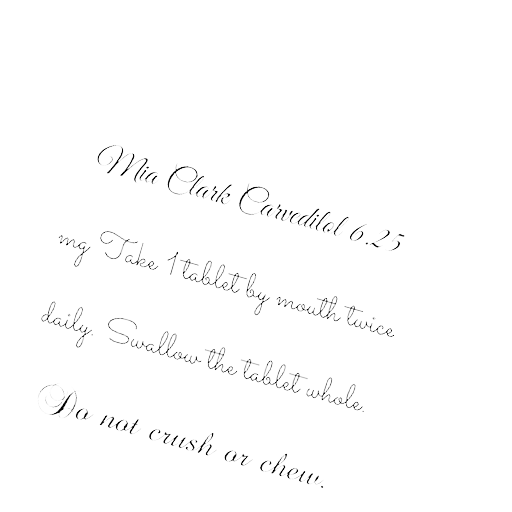 Mia Clark Carvedilol 6.25
mg Take 1 tablet by mouth twice
daily. Swallow the tablet whole.
Do not crush or chew.